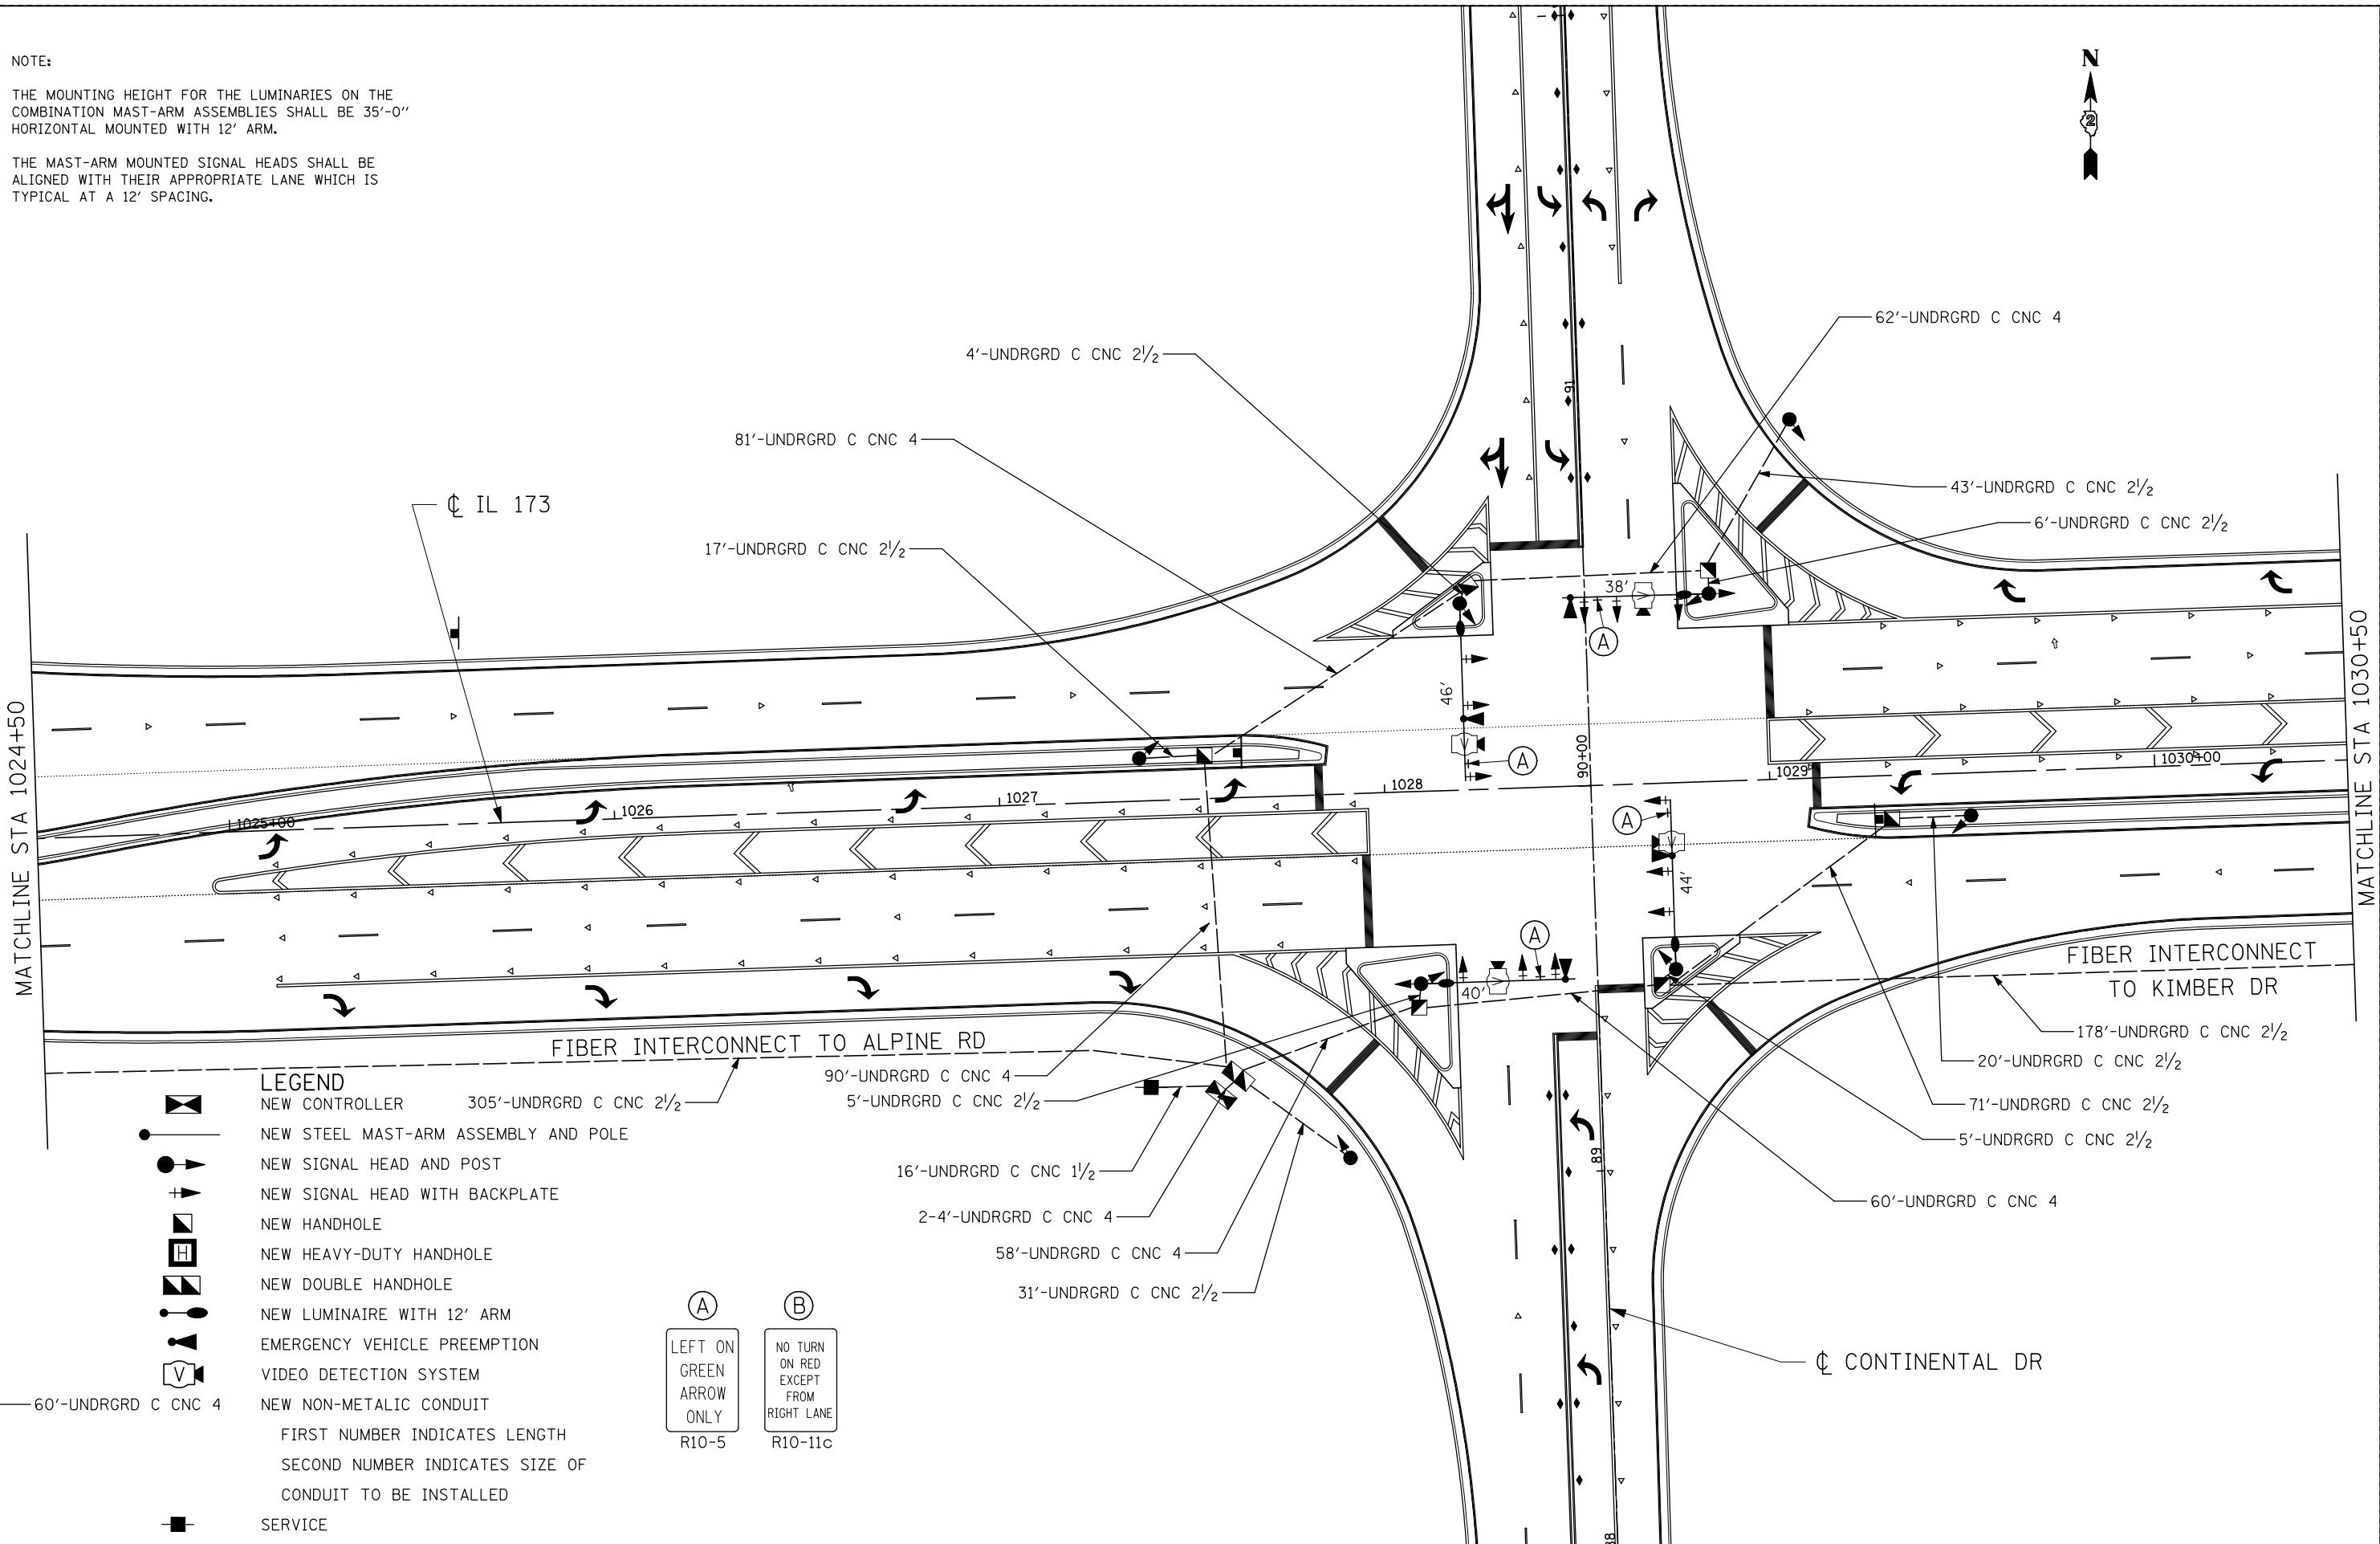 NOTE:
THE MOUNTING HEIGHT FOR THE LUMINARIES ON THE
COMBINATION MAST-ARM ASSEMBLIES SHALL BE 35'-0"
HORIZONTAL MOUNTED WITH 12' ARM.
THE MAST-ARM MOUNTED SIGNAL HEADS SHALL BE
ALIGNED WITH THEIR APPROPRIATE LANE WHICH IS
TYPICAL AT A 12' SPACING.
N
2
62'-UNDRGRD C CNC 4
4'-UNDRGRD C CNC 2½
91
81'-UNDRGRD C CNC 4
43'-UNDRGRD C CNC 2½
℄ IL 173
6'-UNDRGRD C CNC 2½
17'-UNDRGRD C CNC 2½
38'
V
A
46'
V
A
90+00
MATCHLINE STA 1024+50
MATCHLINE STA 1030+50
1025+00
1026
1027
1028
1029
1030+00
A
V
44'
A
V
40'
FIBER INTERCONNECT
TO KIMBER DR
178'-UNDRGRD C CNC 2½
20'-UNDRGRD C CNC 2½
71'-UNDRGRD C CNC 2½
5'-UNDRGRD C CNC 2½
60'-UNDRGRD C CNC 4
FIBER INTERCONNECT TO ALPINE RD
90'-UNDRGRD C CNC 4
305'-UNDRGRD C CNC 2½
5'-UNDRGRD C CNC 2½
16'-UNDRGRD C CNC 1½
2-4'-UNDRGRD C CNC 4
58'-UNDRGRD C CNC 4
31'-UNDRGRD C CNC 2½
89
℄ CONTINENTAL DR
88
LEGEND
NEW CONTROLLER
NEW STEEL MAST-ARM ASSEMBLY AND POLE
NEW SIGNAL HEAD AND POST
NEW SIGNAL HEAD WITH BACKPLATE
NEW HANDHOLE
H NEW HEAVY-DUTY HANDHOLE
NEW DOUBLE HANDHOLE
NEW LUMINAIRE WITH 12' ARM
EMERGENCY VEHICLE PREEMPTION
V VIDEO DETECTION SYSTEM
60'-UNDRGRD C CNC 4 NEW NON-METALIC CONDUIT
FIRST NUMBER INDICATES LENGTH
SECOND NUMBER INDICATES SIZE OF
CONDUIT TO BE INSTALLED
SERVICE
A
LEFT ON
GREEN
ARROW
ONLY
R10-5
B
NO TURN
ON RED
EXCEPT
FROM
RIGHT LANE
R10-11c